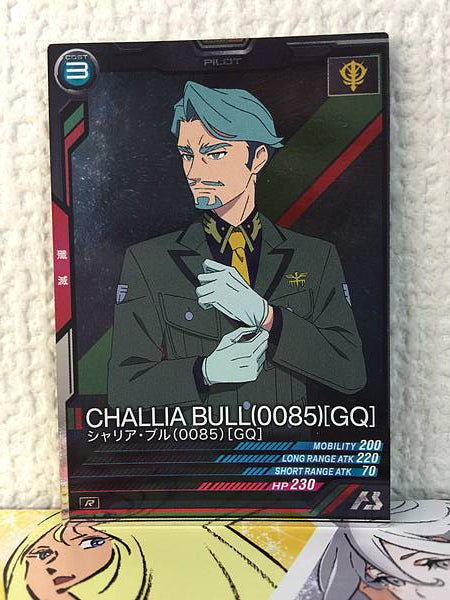 COST
3
PILOT
殲滅
CHALLIA BULL(0085)[GQ]
シャリア・ブル(0085) [GQ]
MOBILITY 200
LONG RANGE ATK 220
SHORT RANGE ATK 70
HP 230
R